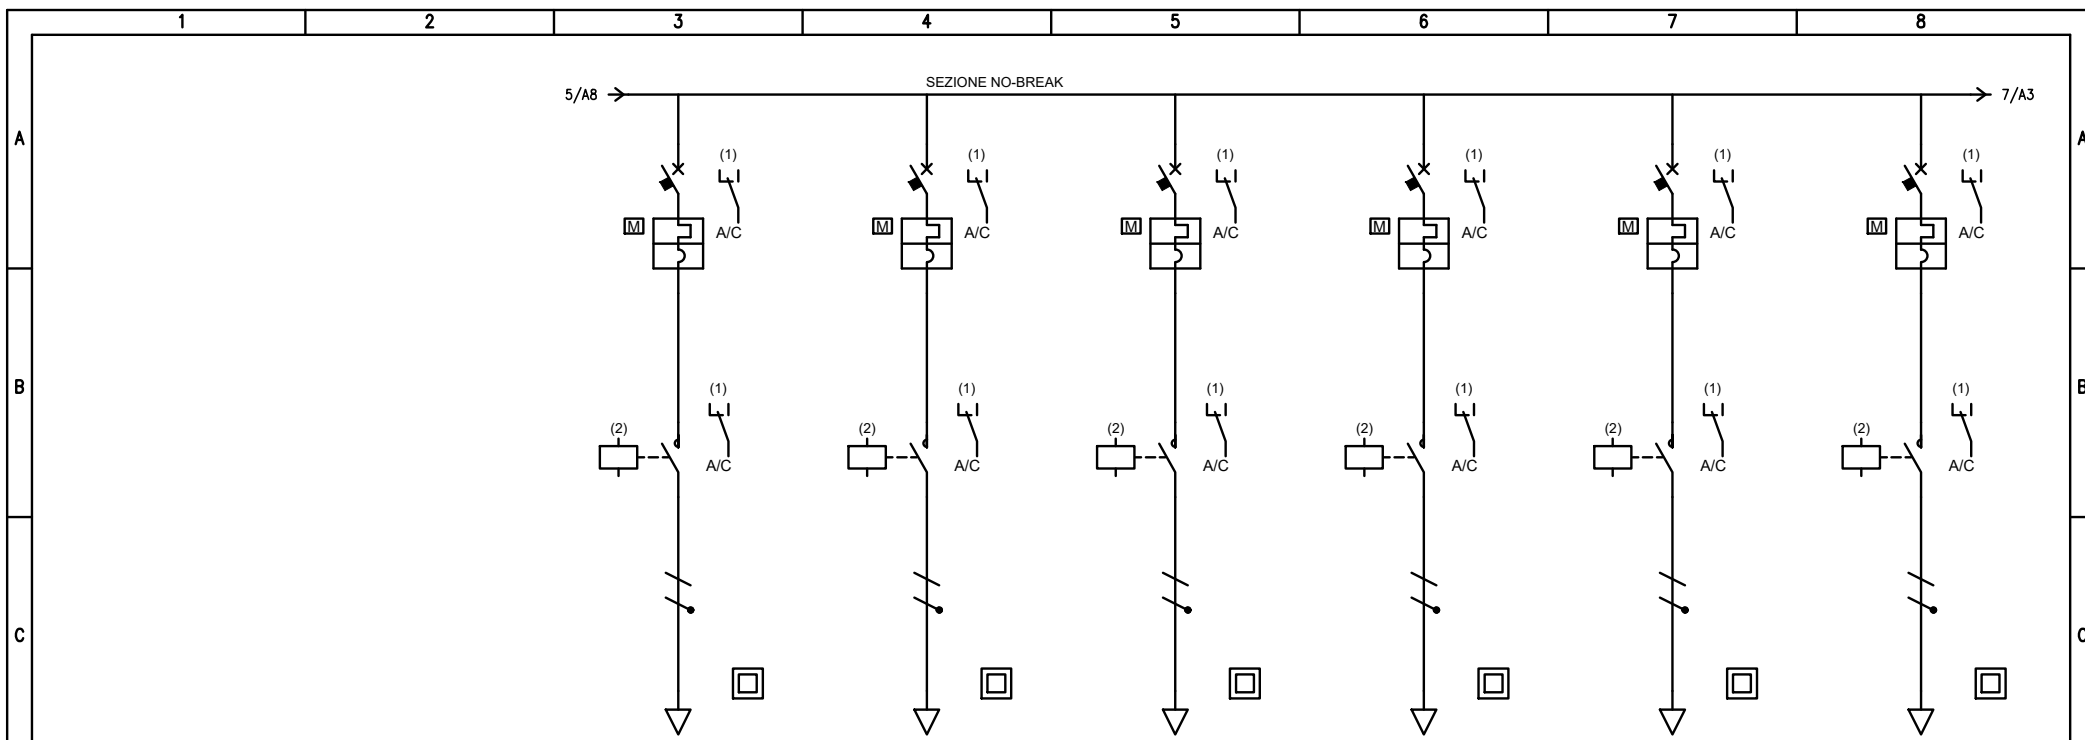 1 2 3 4 5 6 7 8
SEZIONE NO-BREAK
5/A8 7/A3
A A
(1) (1) (1) (1) (1) (1)
M A/C M A/C M A/C M A/C M A/C M A/C
B B
(1) (1) (1) (1) (1) (1)
(2) (2) (2) (2) (2) (2)
A/C A/C A/C A/C A/C A/C
C C